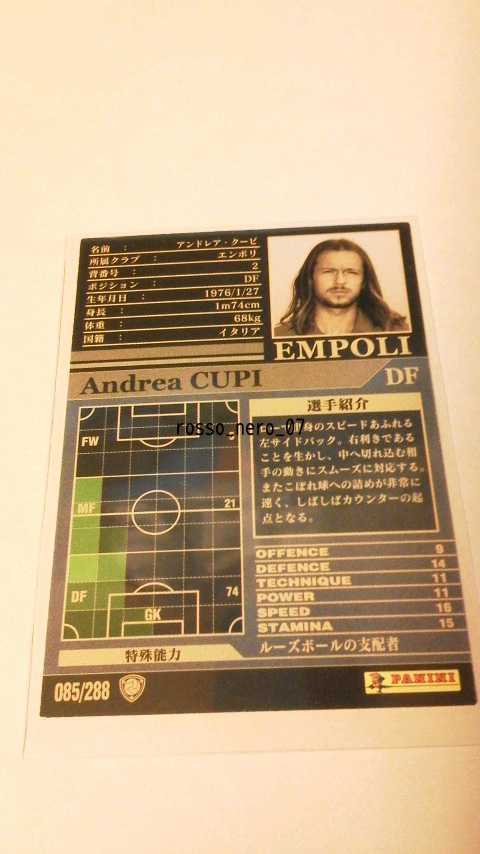 名前 : アンドレア・クーピ
所属クラブ : エンポリ
背番号 : 2
ポジション : DF
生年月日 : 1976/1/27
身長 : 1m74cm
体重 : 68kg
国籍 : イタリア
EMPOLI
Andrea CUPI
DF
rosso_nero_07
FW
MF
21
DF
74
GK
選手紹介
身のスピードあふれる
左サイドバック。右利きである
ことを生かし、中へ切れ込む相
手の動きにスムーズに対応する。
またこぼれ球への詰めが非常に
速く、しばしばカウンターの起
点となる。
OFFENCE 9
DEFENCE 14
TECHNIQUE 11
POWER 11
SPEED 16
STAMINA 15
特殊能力
ルーズボールの支配者
085/288
PANINI